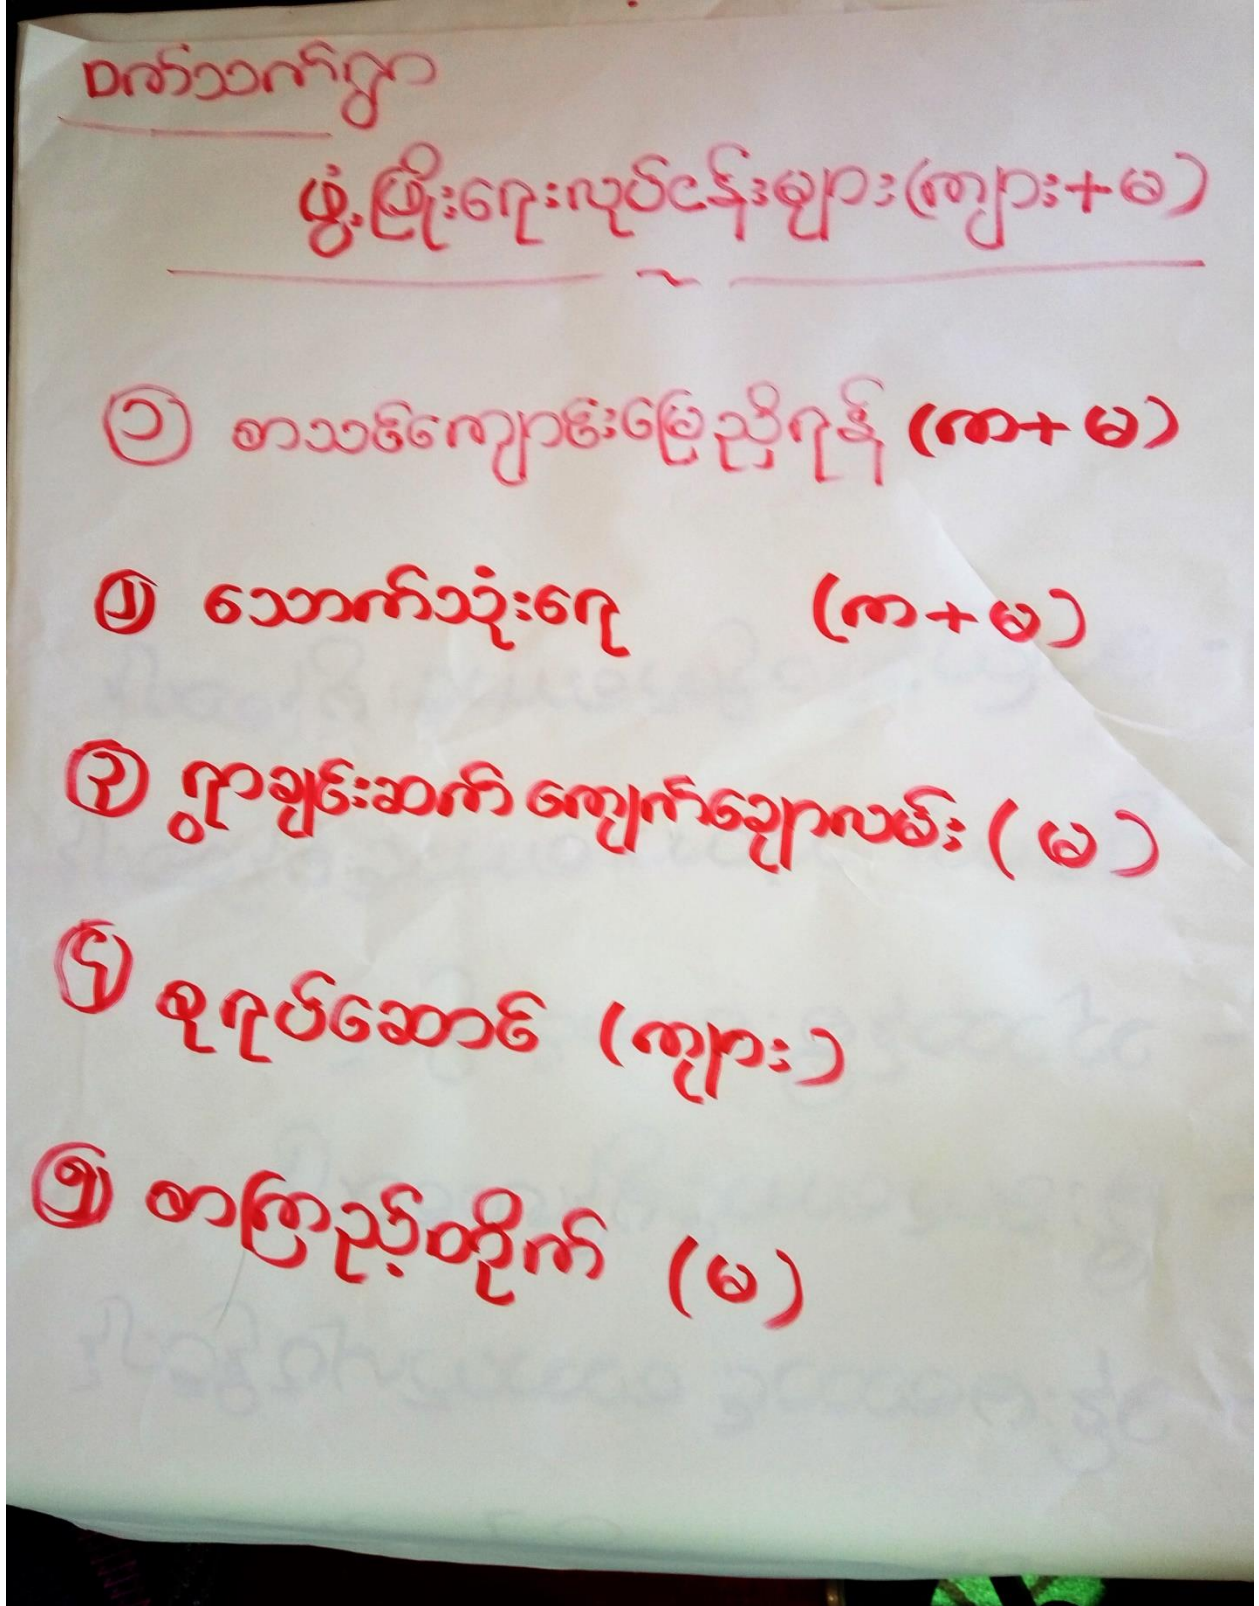 ဝက်သက်ရွာ
ဖွံ့ဖြိုးရေးလုပ်ငန်းများ(ကျား+မ)
၁ စာသင်ကျောင်းမြေညှိရန် (ကာ+မ)
၂ သောက်သုံးရေ (ကာ+မ)
၃ ရွာချင်းဆက် ကျောက်ချောလမ်း (မ)
၄ စုရပ်ဆောင် (ကျား)
၅ စာကြည့်တိုက် (မ)